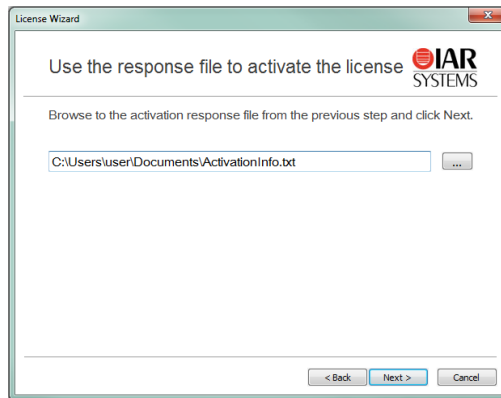 License Wizard
x
Use the response file to activate the license
IAR
SYSTEMS
Browse to the activation response file from the previous step and click Next.
C:\Users\user\Documents\ActivationInfo.txt
...
< Back Next > Cancel